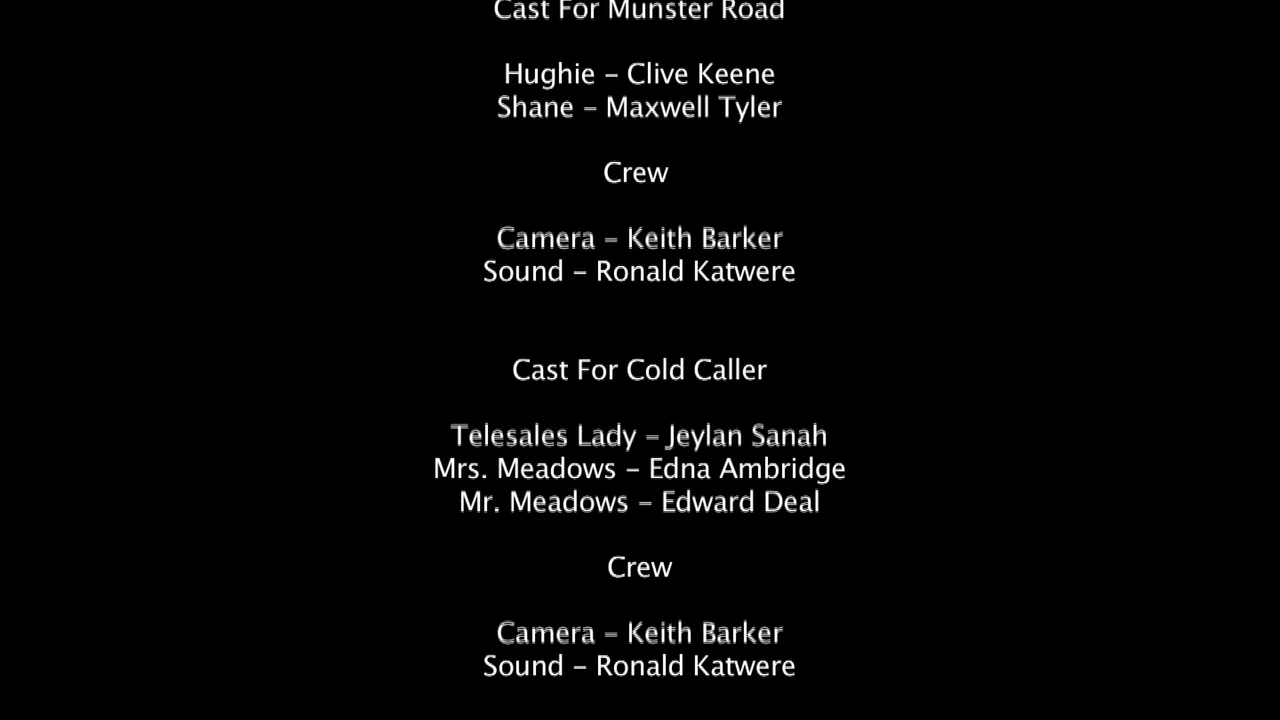 Cast For Munster Road
Hughie – Clive Keene
Shane – Maxwell Tyler
Crew
Camera – Keith Barker
Sound – Ronald Katwere
Cast For Cold Caller
Telesales Lady – Jeylan Sanah
Mrs. Meadows – Edna Ambridge
Mr. Meadows – Edward Deal
Crew
Camera – Keith Barker
Sound – Ronald Katwere